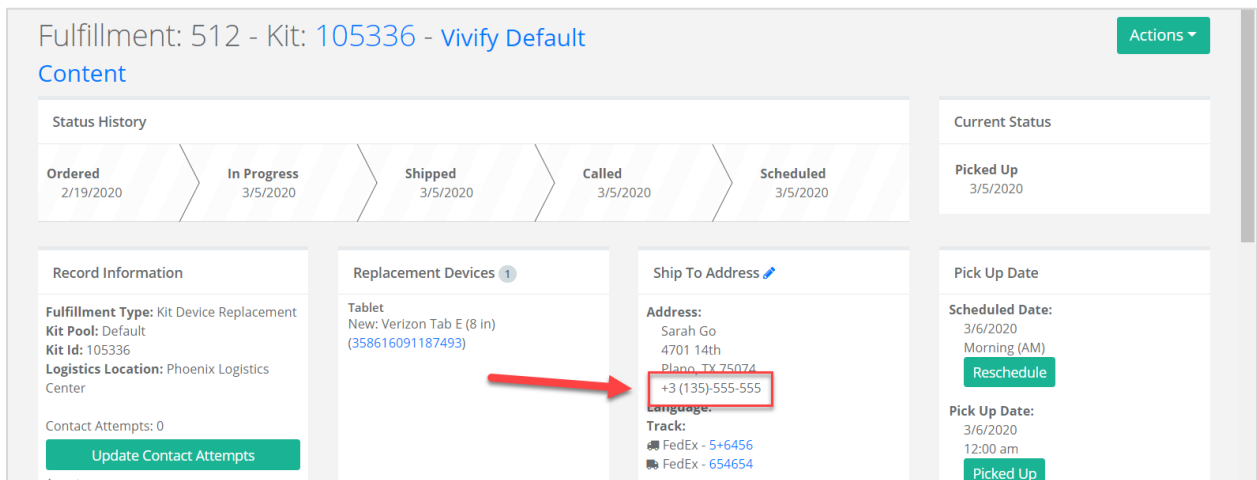 Fulfillment: 512 - Kit: 105336 - Vivify Default
Content
Actions
Status History
Ordered
2/19/2020
In Progress
3/5/2020
Shipped
3/5/2020
Called
3/5/2020
Scheduled
3/5/2020
Current Status
Picked Up
3/5/2020
Record Information
Fulfillment Type: Kit Device Replacement
Kit Pool: Default
Kit Id: 105336
Logistics Location: Phoenix Logistics
Center
Contact Attempts: 0
Update Contact Attempts
Replacement Devices 1
Tablet
New: Verizon Tab E (8 in)
(358616091187493)
Ship To Address
Address:
Sarah Go
4701 14th
Plano, TX 75074
+3 (135)-555-555
Language:
Track:
FedEx - 5+6456
FedEx - 654654
Pick Up Date
Scheduled Date:
3/6/2020
Morning (AM)
Reschedule
Pick Up Date:
3/6/2020
12:00 am
Picked Up